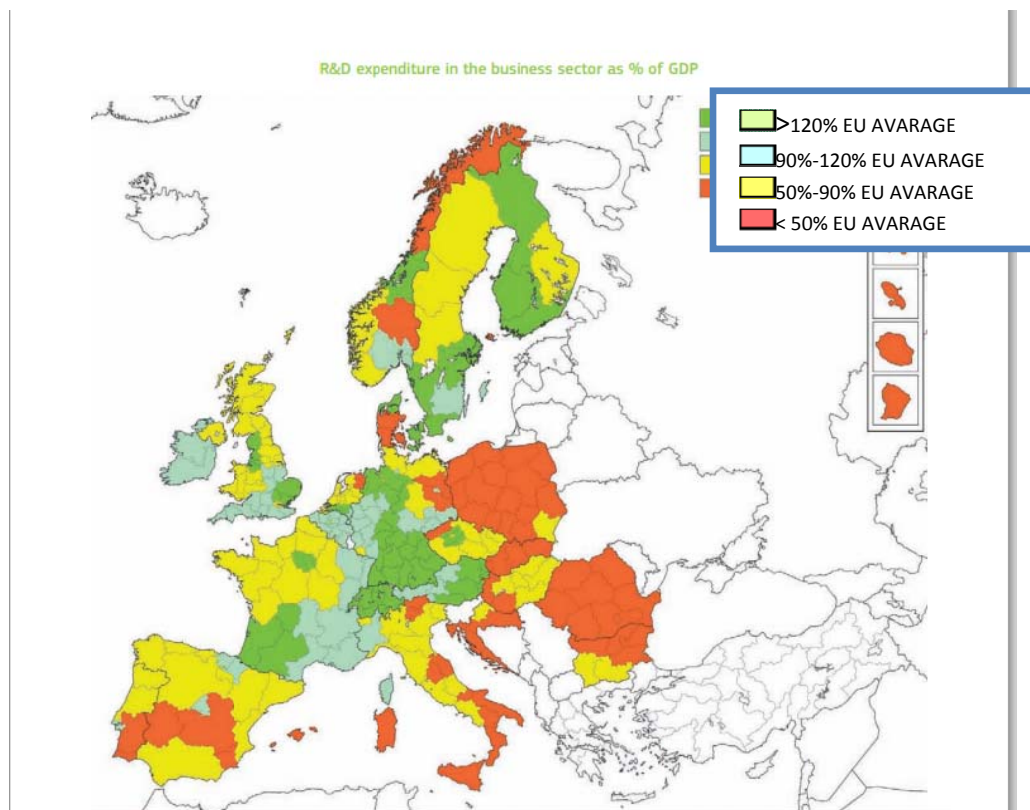 R&D expenditure in the business sector as % of GDP
>120% EU AVARAGE
90%-120% EU AVARAGE
50%-90% EU AVARAGE
< 50% EU AVARAGE